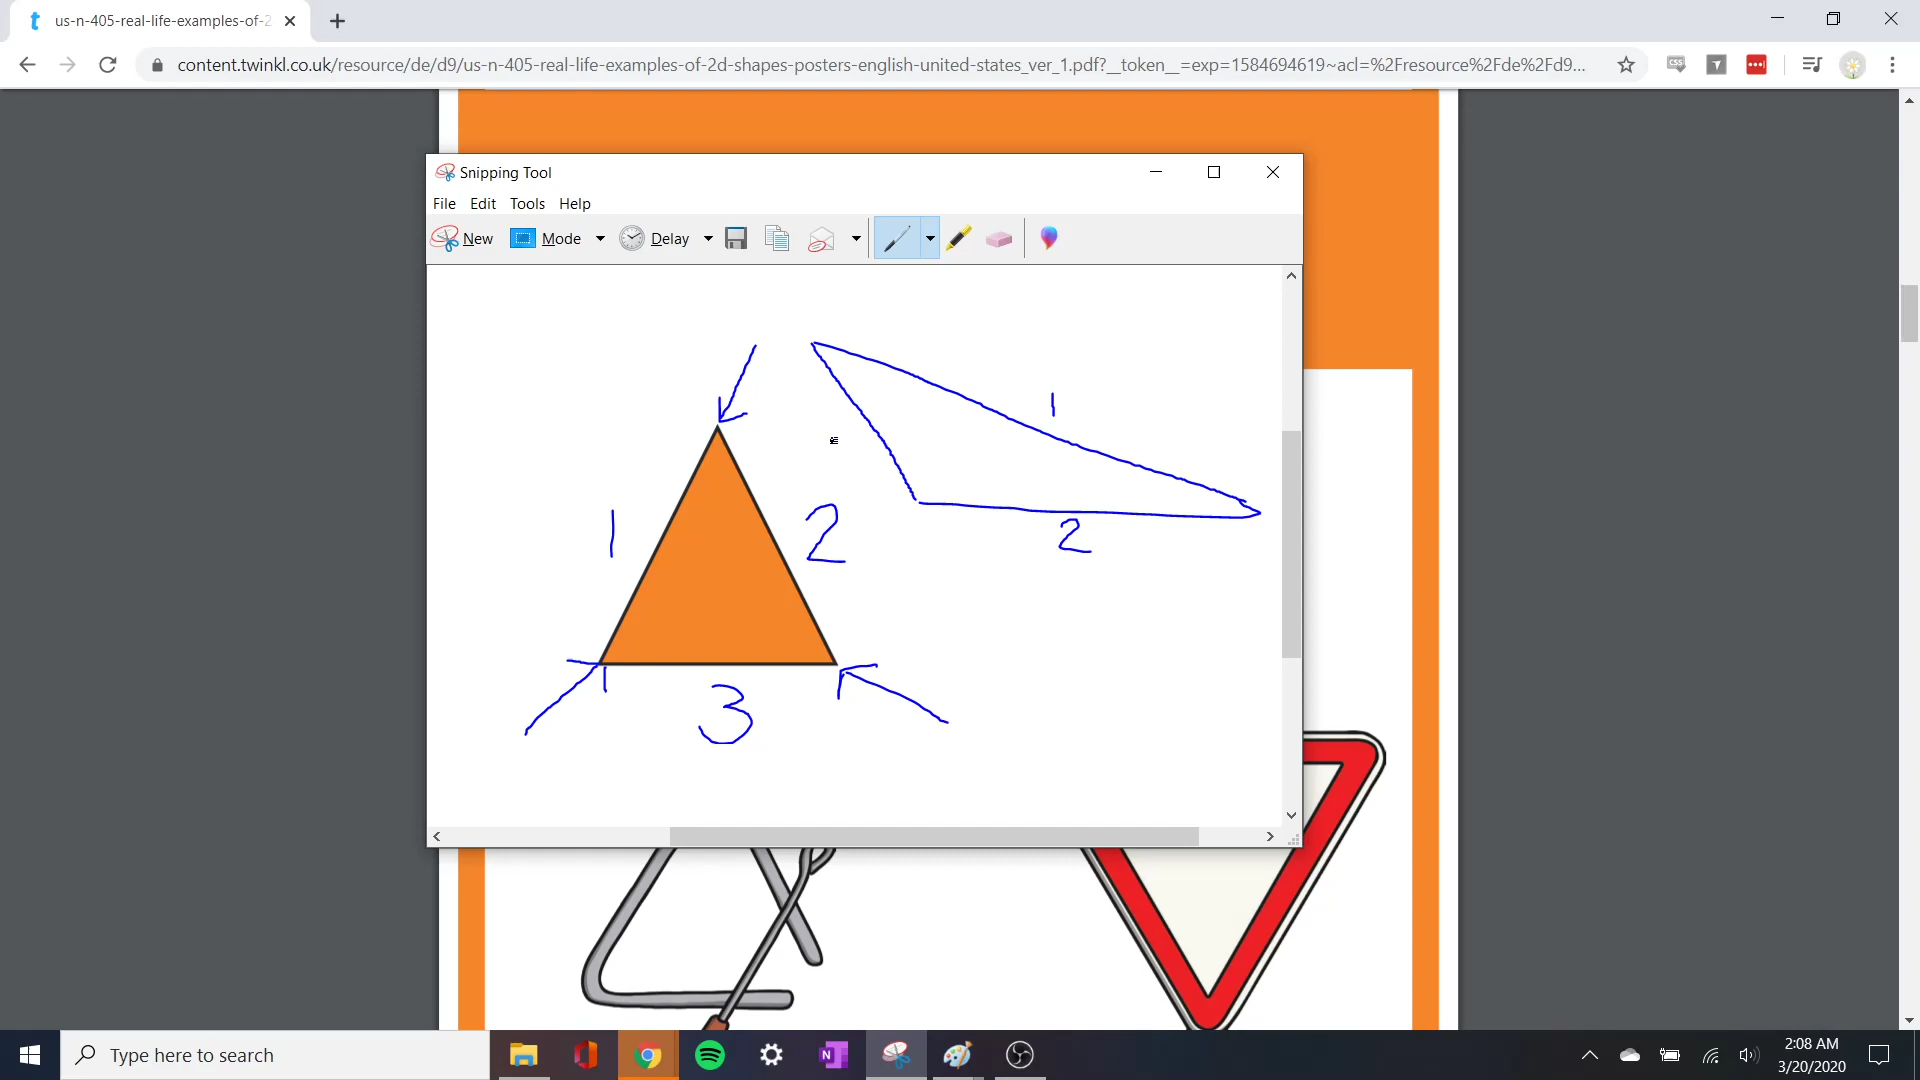 us-n-405-real-life-examples-of-2
content.twinkl.co.uk/resource/de/d9/us-n-405-real-life-examples-of-2d-shapes-posters-english-united-states_ver_1.pdf?__token__=exp=1584694619~acl=%2Fresource%2Fde%2Fd9...
CSS
Snipping Tool
File Edit Tools Help
New Mode Delay
1
1 2
2
3
Type here to search
N
2:08 AM
3/20/2020